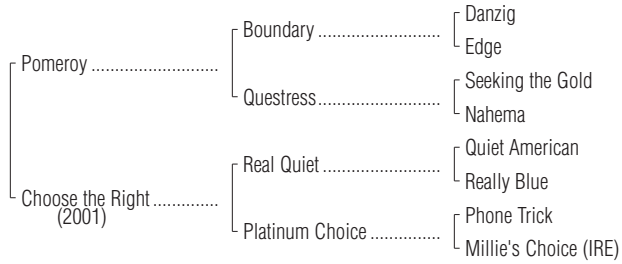 Danzig
Boundary ..........................
Edge
Pomeroy ...........................
Seeking the Gold
Questress..........................
Nahema
Quiet American
Real Quiet .........................
Really Blue
Choose the Right..............
(2001)
Phone Trick
Platinum Choice ...............
Millie's Choice (IRE)